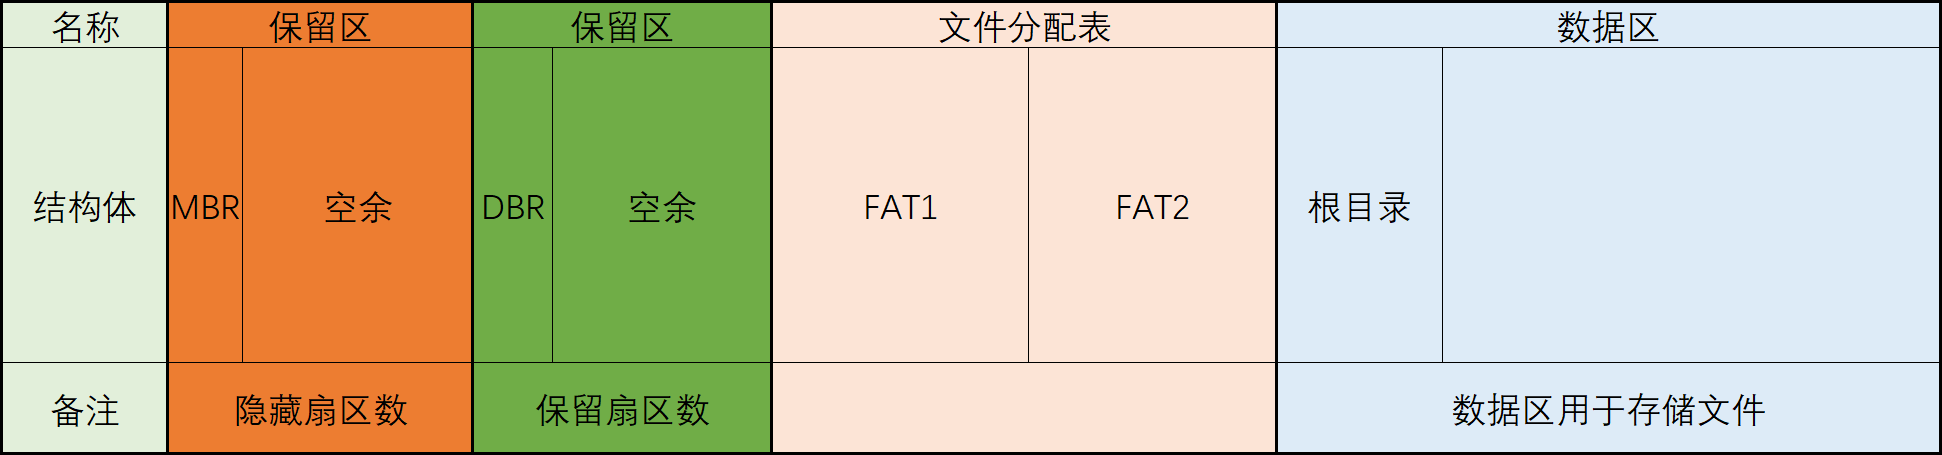 名称 保留区 保留区 文件分配表 数据区
结构体 MBR 空余 DBR 空余 FAT1 FAT2 根目录
备注 隐藏扇区数 保留扇区数 数据区用于存储文件